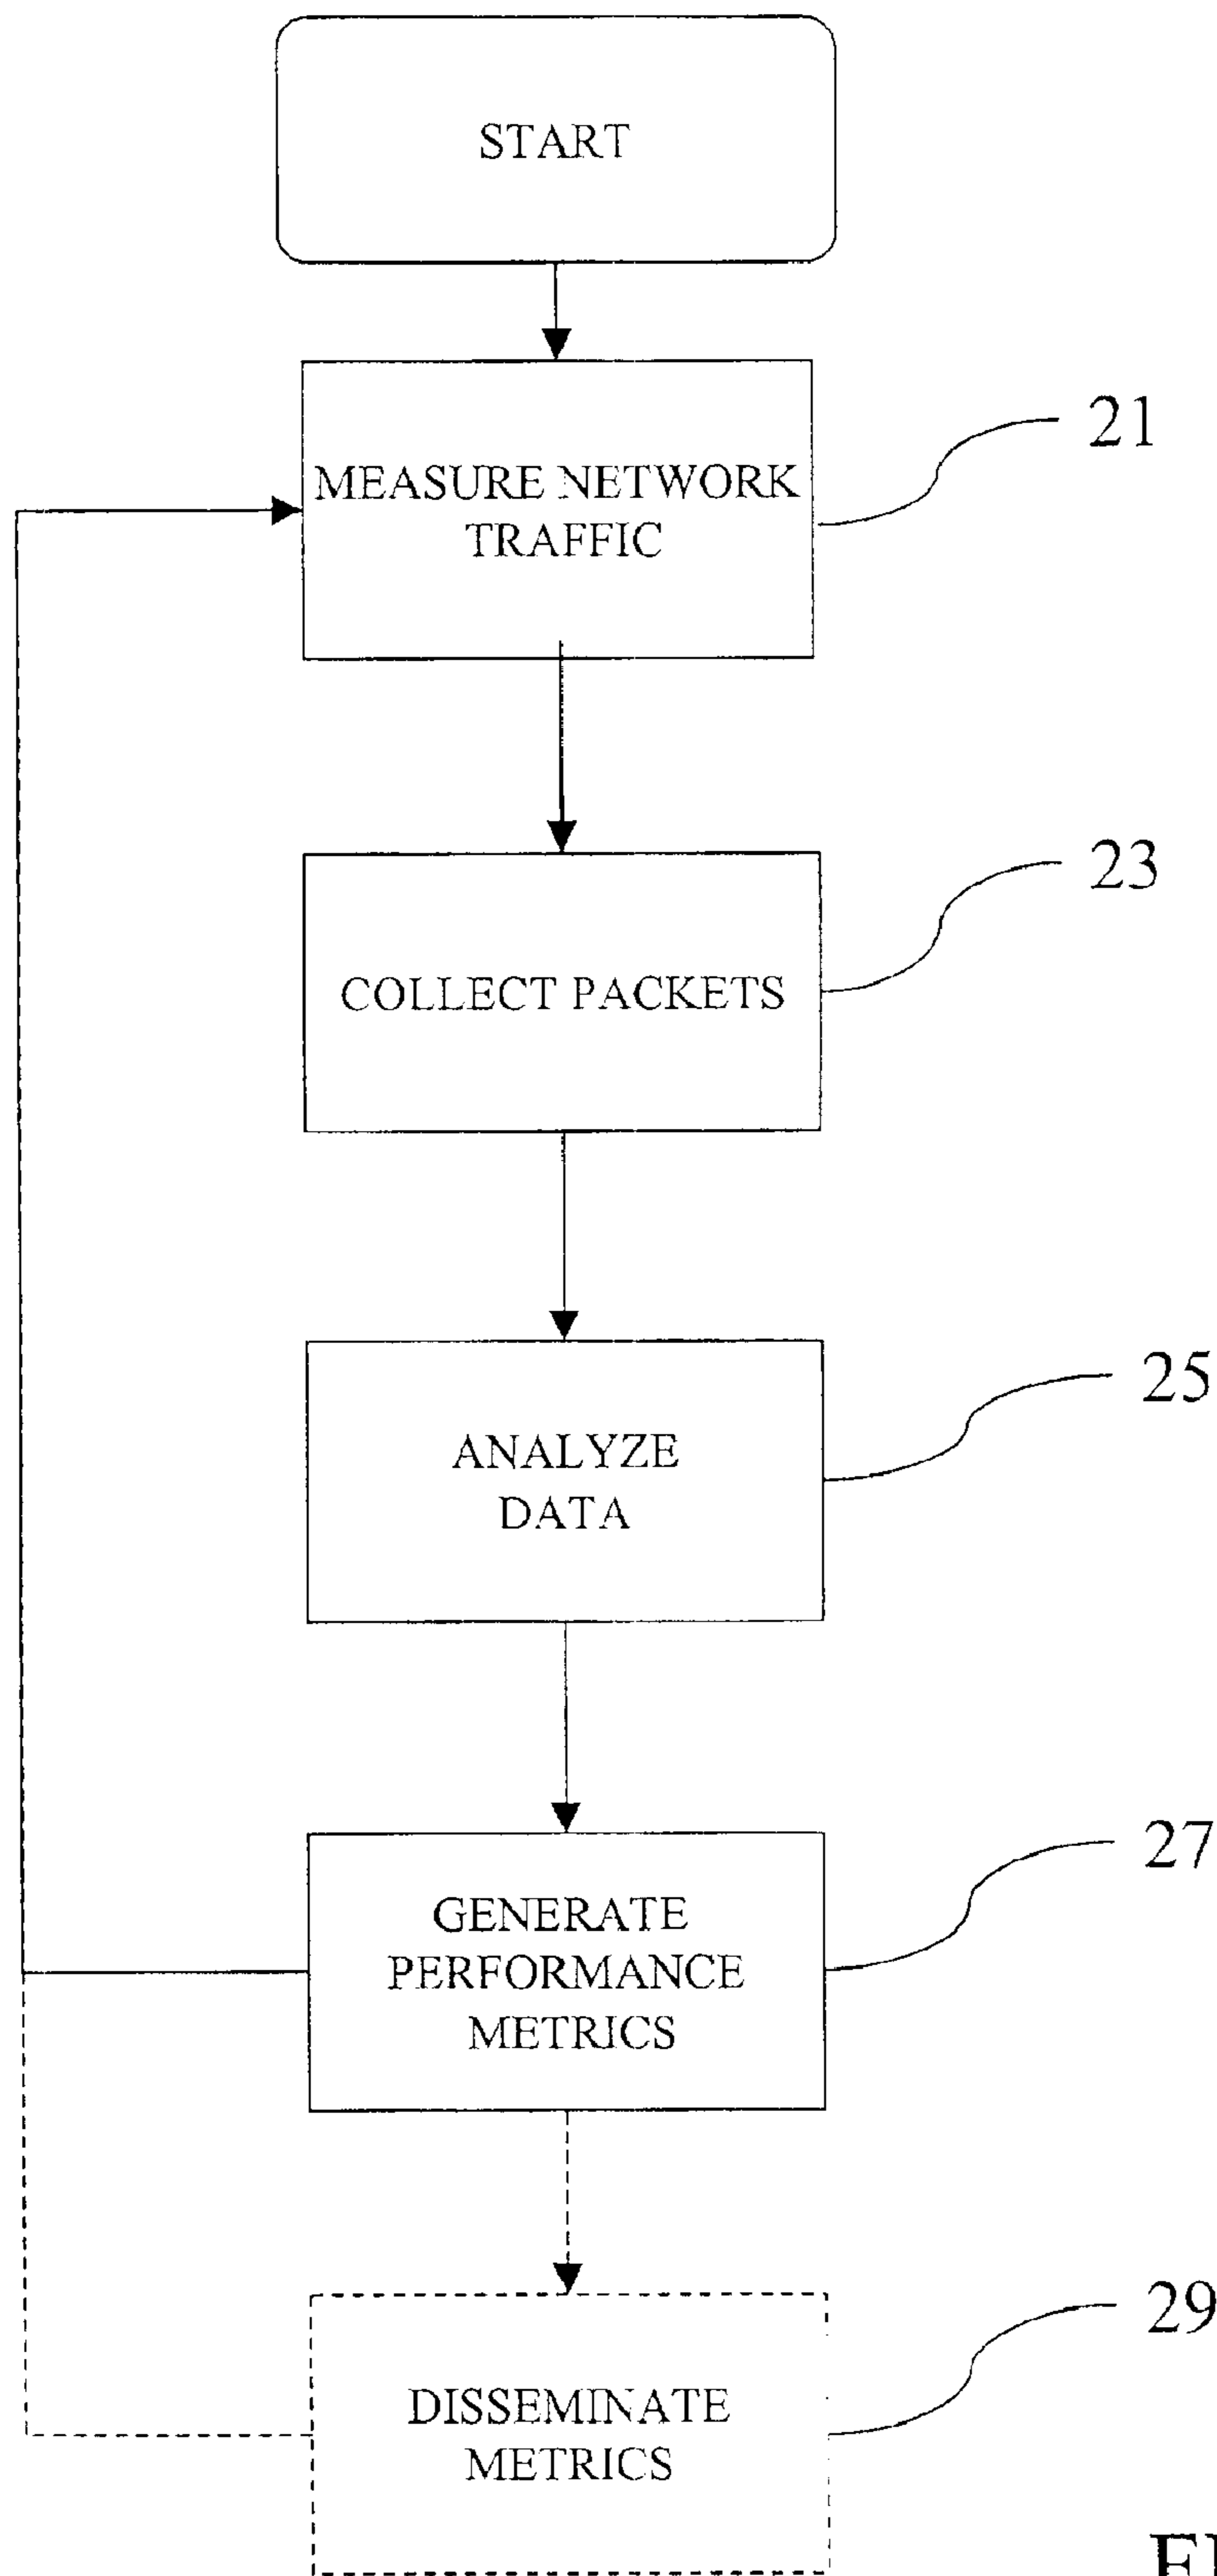 START
MEASURE NETWORK
TRAFFIC
21
COLLECT PACKETS
23
ANALYZE
DATA
25
GENERATE
PERFORMANCE
METRICS
27
DISSEMINATE
METRICS
29